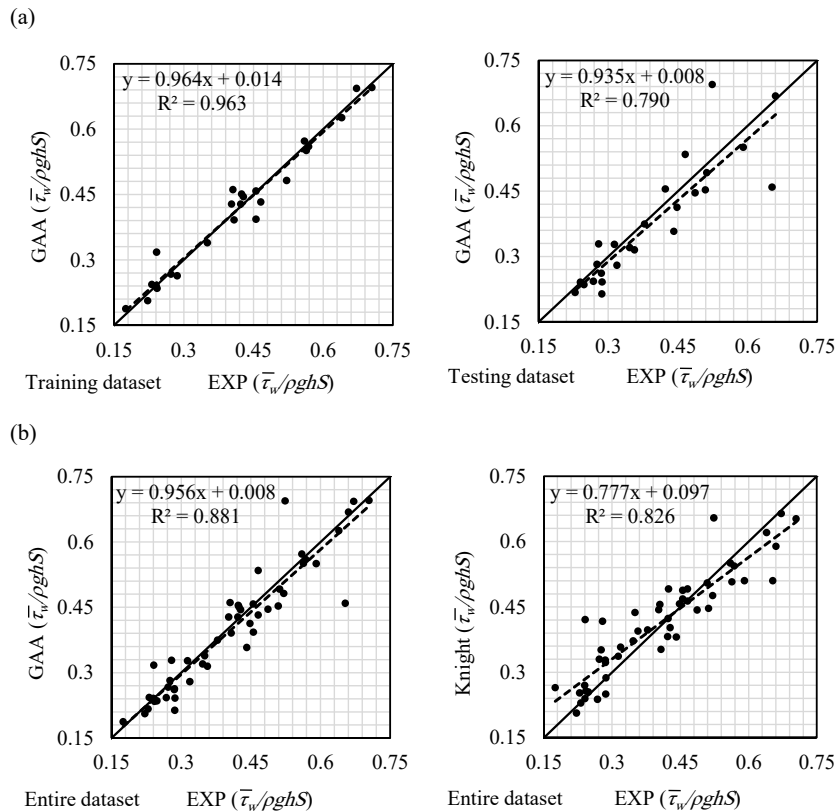 (a)
0.75
y = 0.964x + 0.014
R² = 0.963
0.6
0.45
0.3
0.15
GAA (τ̅w/ρghS)
0.15 0.3 0.45 0.6 0.75
Training dataset EXP (τ̅w/ρghS)
0.75
y = 0.935x + 0.008
R² = 0.790
0.6
0.45
0.3
0.15
GAA (τ̅w/ρghS)
0.15 0.3 0.45 0.6 0.75
Testing dataset EXP (τ̅w/ρghS)
(b)
0.75
y = 0.956x + 0.008
R² = 0.881
0.6
0.45
0.3
0.15
GAA (τ̅w/ρghS)
0.15 0.3 0.45 0.6 0.75
Entire dataset EXP (τ̅w/ρghS)
0.75
y = 0.777x + 0.097
R² = 0.826
0.6
0.45
0.3
0.15
Knight (τ̅w/ρghS)
0.15 0.3 0.45 0.6 0.75
Entire dataset EXP (τ̅w/ρghS)